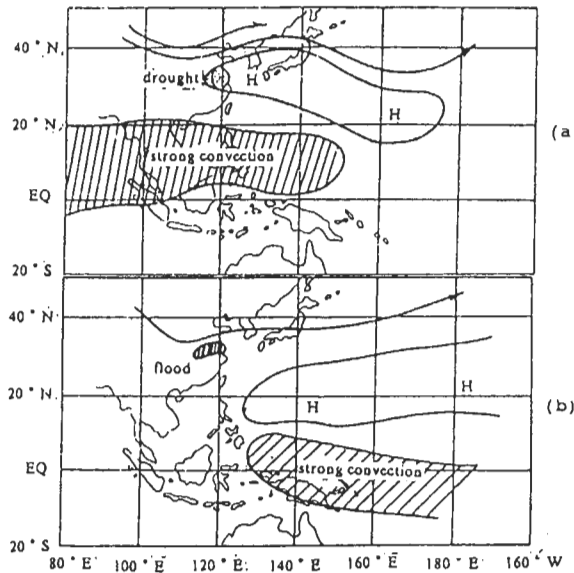 40° N.
drought
H
H
(a
20° N.
strong convection
EQ
20° S
40° N.
flood
H
20° N
H
(b)
EQ
strong convection
20° S
80° E 100° E 120° E 140° E 160° E 180° E 160° W